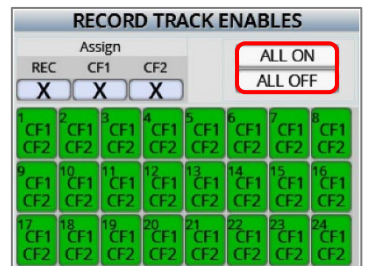 RECORD TRACK ENABLES
Assign
REC CF1 CF2
X X X
ALL ON
ALL OFF
1 2 3 4 5 6 7 8
CF1 CF1 CF1 CF1 CF1 CF1 CF1 CF1
CF2 CF2 CF2 CF2 CF2 CF2 CF2 CF2
9 10 11 12 13 14 15 16
CF1 CF1 CF1 CF1 CF1 CF1 CF1 CF1
CF2 CF2 CF2 CF2 CF2 CF2 CF2 CF2
17 18 19 20 21 22 23 24
CF1 CF1 CF1 CF1 CF1 CF1 CF1 CF1
CF2 CF2 CF2 CF2 CF2 CF2 CF2 CF2